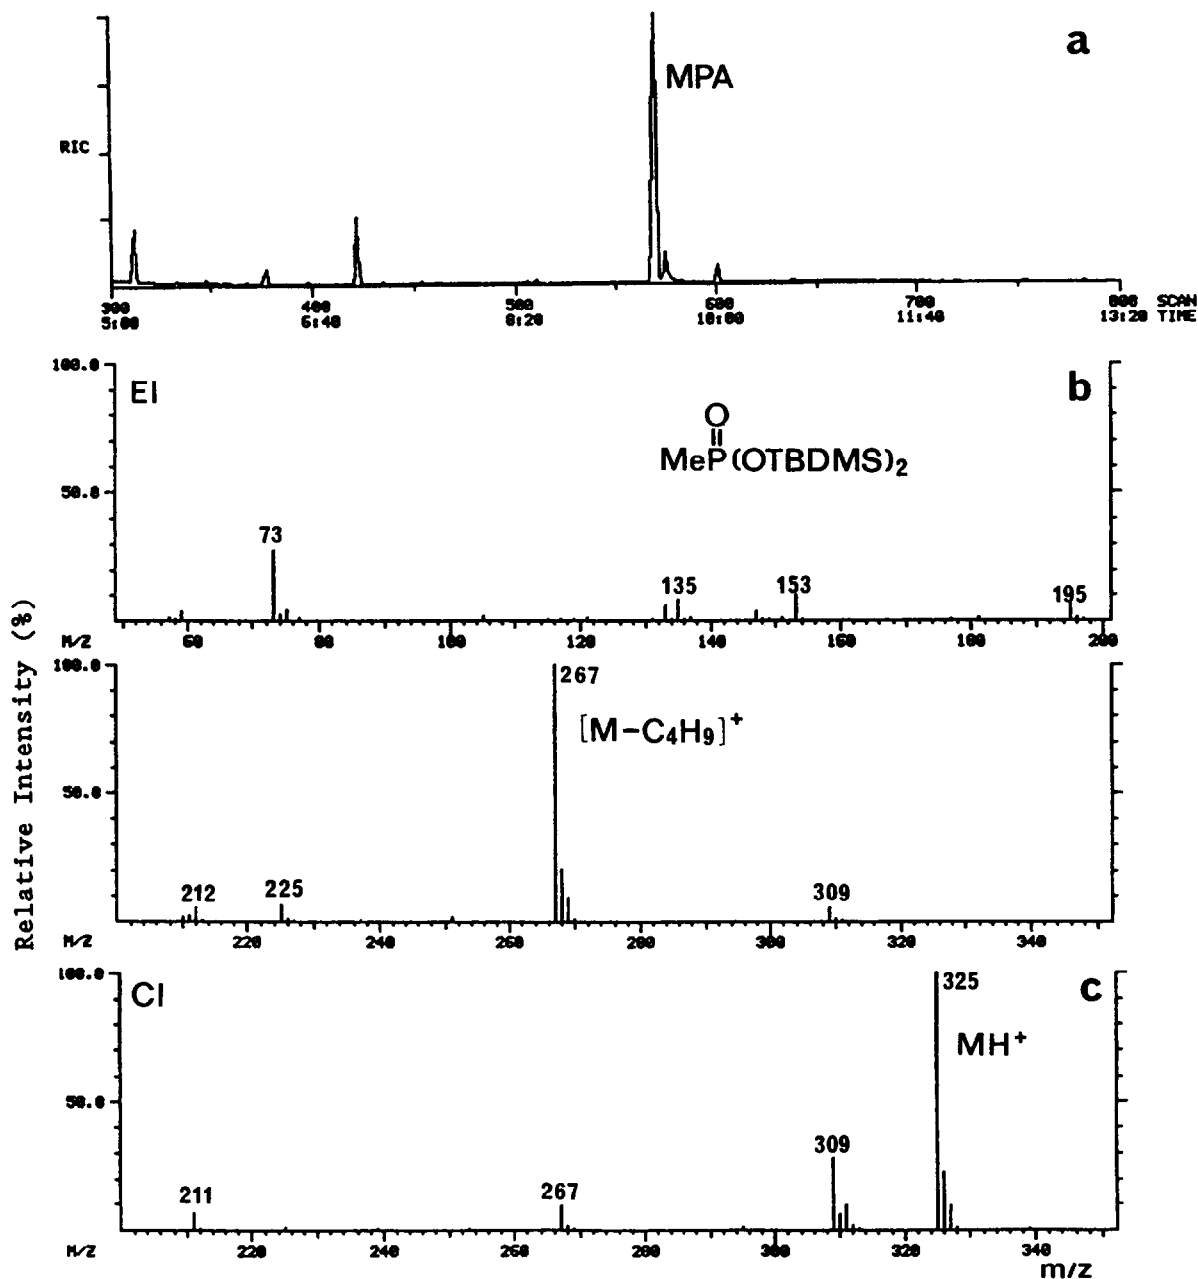 a
MPA
RIC
300 400 500 600 700 800 SCAN
5:00 6:40 8:20 10:00 11:40 13:20 TIME
100.0
EI
b
O
MeP(OTBDMS)₂
50.0
73
135
153
195
M/Z 60 80 100 120 140 160 180 200
Relative Intensity (%)
100.0
267
[M-C₄H₉]⁺
50.0
212
225
309
M/Z 220 240 260 280 300 320 340
100.0
CI
325
c
MH⁺
50.0
309
211
267
M/Z 220 240 260 280 300 320 340
m/z